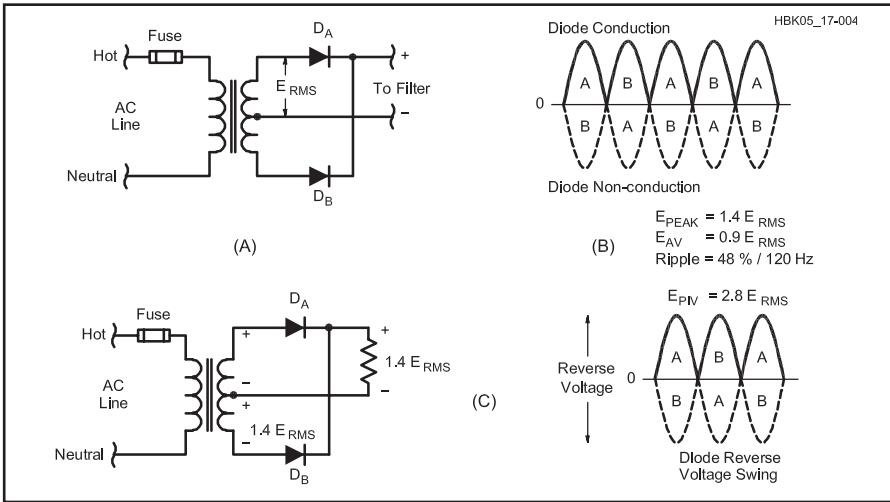 HBK05_17-004
Fuse
Hot
AC
Line
Neutral
D_A
E_RMS
+
To Filter
−
D_B
(A)
Diode Conduction
A B A B A
0
B A B A B
Diode Non-conduction
E_PEAK = 1.4 E_RMS
E_AV = 0.9 E_RMS
Ripple = 48 % / 120 Hz
(B)
Fuse
Hot
AC
Line
Neutral
D_A
+
−
+
−
1.4 E_RMS
D_B
+
1.4 E_RMS
−
(C)
E_PIV = 2.8 E_RMS
Reverse
Voltage
0
A B A
B A B
DIode Reverse
Voltage Swing